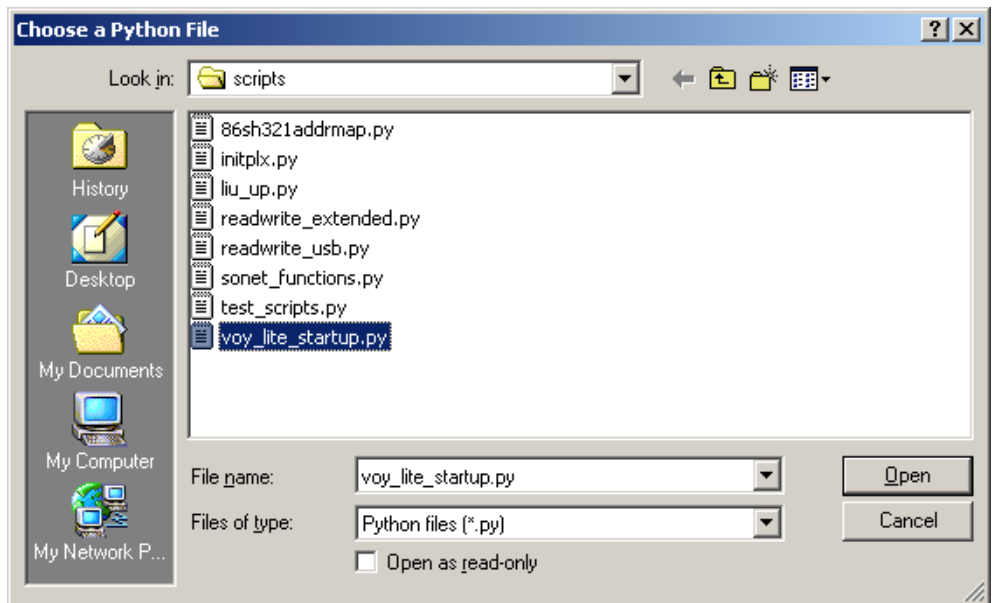 Choose a Python File
Look in: scripts
History
Desktop
My Documents
My Computer
My Network P...
86sh321addrmap.py
initplx.py
liu_up.py
readwrite_extended.py
readwrite_usb.py
sonet_functions.py
test_scripts.py
voy_lite_startup.py
File name: voy_lite_startup.py Open
Files of type: Python files (*.py) Cancel
Open as read-only